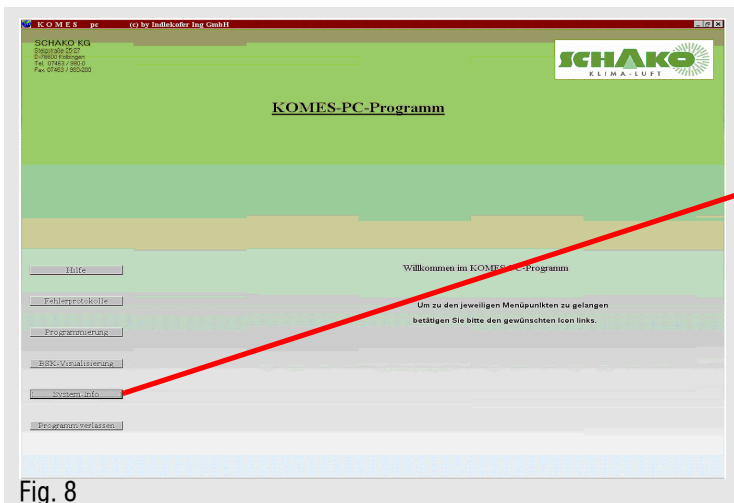 K O M E S pc (c) by Indlekofer Ing GmbH
SCHAKO KG
Steigstraße 25-27
D-78600 Kolbingen
Tel. 07463 / 980-0
Fax. 07463 / 980-200
SCHAKO
KLIMA-LUFT
KOMES-PC-Programm
Hilfe
Willkommen im KOMES-PC-Programm
Fehlerprotokolle
Um zu den jeweiligen Menüpunlkten zu gelangen
betätigen Sie bitte den gewünschten Icon links.
Programmierung
BSK-Visualisierung
System-Info
Programm verlassen
Fig. 8